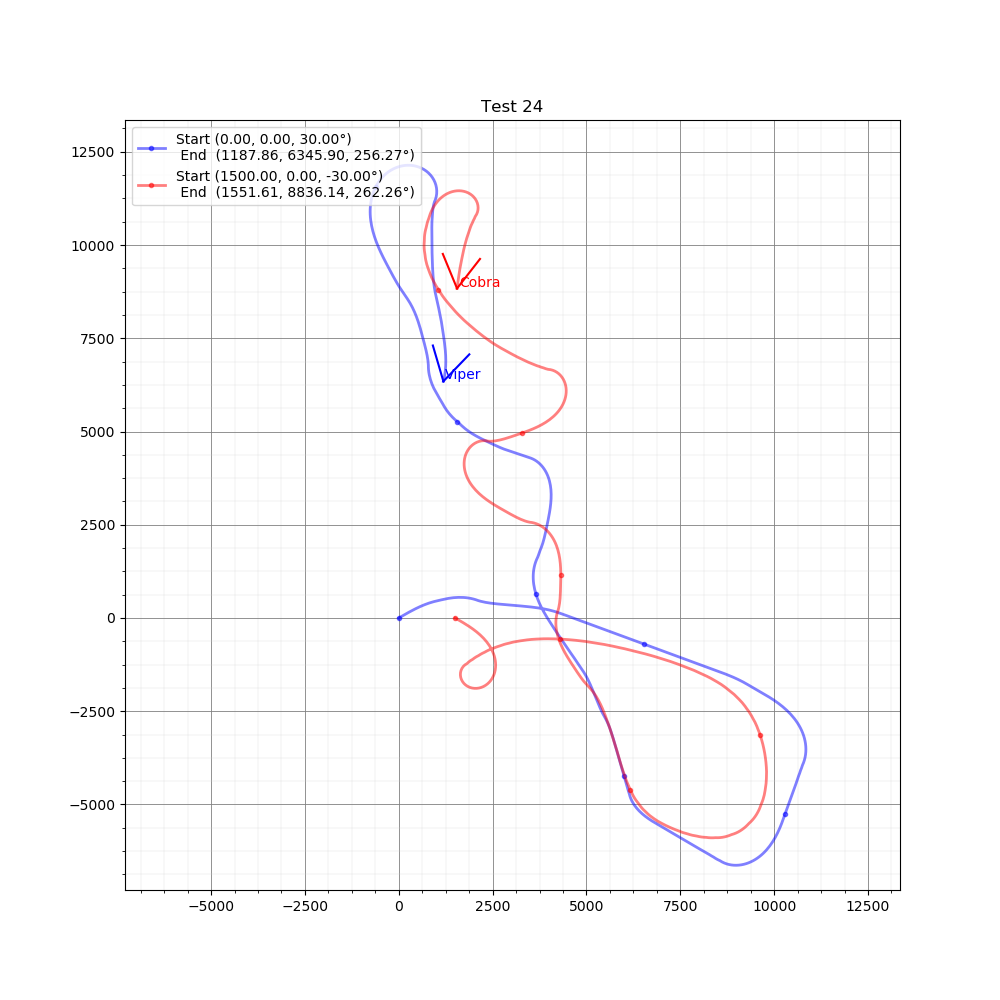 Test 24
Start (0.00, 0.00, 30.00°)
End  (1187.86, 6345.90, 256.27°)
Start (1500.00, 0.00, -30.00°)
End  (1551.61, 8836.14, 262.26°)
12500
10000
7500
5000
2500
0
−2500
−5000
Cobra
Viper
−5000 −2500 0 2500 5000 7500 10000 12500